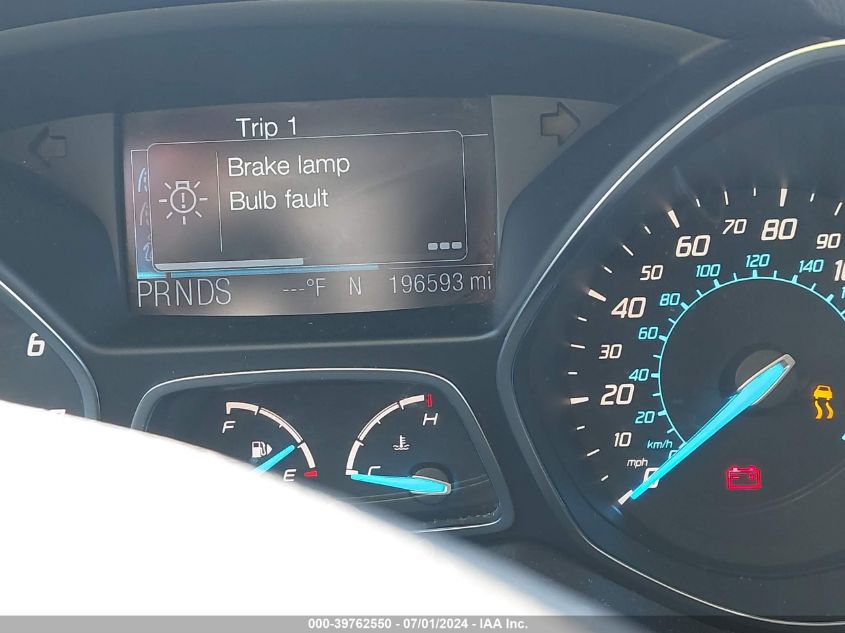 Trip 1
Brake lamp
Bulb fault
PRNDS ---°F N 196593 mi
6
F
E
H
C
10 20 30 40 50 60 70 80 90
20 40 60 80 100 120 140
km/h
mph
0
000-39762550 - 07/01/2024 - IAA Inc.